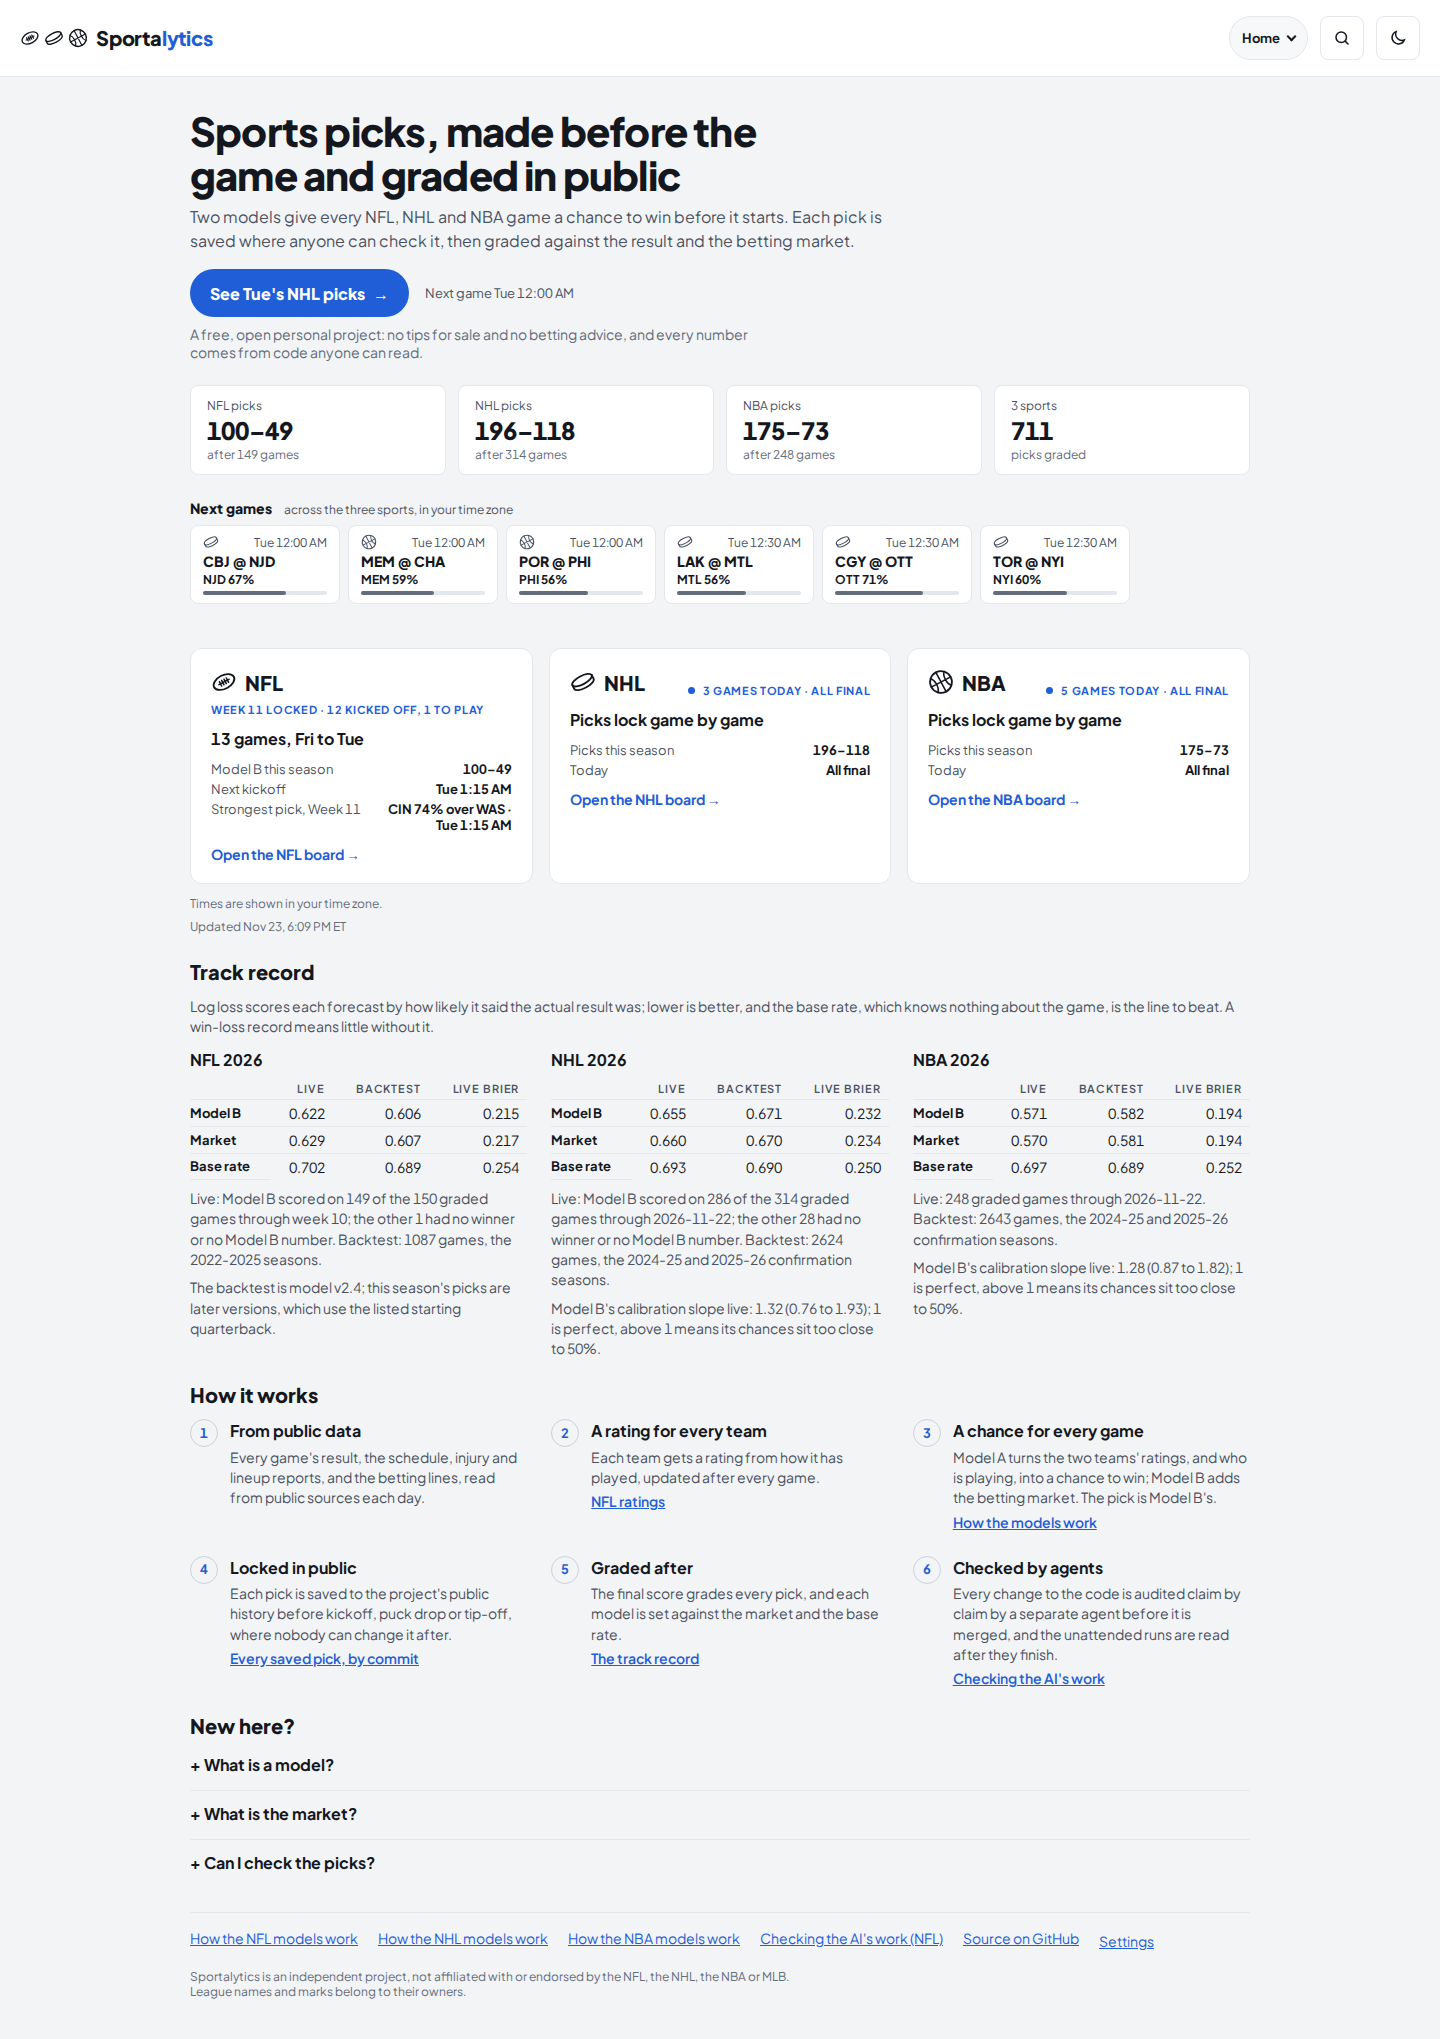 Sportalytics
Home
Sports picks, made before the
game and graded in public
Two models give every NFL, NHL and NBA game a chance to win before it starts. Each pick is
saved where anyone can check it, then graded against the result and the betting market.
See Tue's NHL picks →
Next game Tue 12:00 AM
A free, open personal project: no tips for sale and no betting advice, and every number
comes from code anyone can read.
NFL picks
100–49
after 149 games
NHL picks
196–118
after 314 games
NBA picks
175–73
after 248 games
3 sports
711
picks graded
Next games across the three sports, in your time zone
Tue 12:00 AM
CBJ @ NJD
NJD 67%
Tue 12:00 AM
MEM @ CHA
MEM 59%
Tue 12:00 AM
POR @ PHI
PHI 56%
Tue 12:30 AM
LAK @ MTL
MTL 56%
Tue 12:30 AM
CGY @ OTT
OTT 71%
Tue 12:30 AM
TOR @ NYI
NYI 60%
NFL
WEEK 11 LOCKED · 12 KICKED OFF, 1 TO PLAY
13 games, Fri to Tue
Model B this season 100–49
Next kickoff Tue 1:15 AM
Strongest pick, Week 11 CIN 74% over WAS ·
Tue 1:15 AM
Open the NFL board →
NHL
3 GAMES TODAY · ALL FINAL
Picks lock game by game
Picks this season 196–118
Today All final
Open the NHL board →
NBA
5 GAMES TODAY · ALL FINAL
Picks lock game by game
Picks this season 175–73
Today All final
Open the NBA board →
Times are shown in your time zone.
Updated Nov 23, 6:09 PM ET
Track record
Log loss scores each forecast by how likely it said the actual result was; lower is better, and the base rate, which knows nothing about the game, is the line to beat. A
win-loss record means little without it.
NFL 2026
LIVE BACKTEST LIVE BRIER
Model B 0.622 0.606 0.215
Market 0.629 0.607 0.217
Base rate 0.702 0.689 0.254
Live: Model B scored on 149 of the 150 graded
games through week 10; the other 1 had no winner
or no Model B number. Backtest: 1087 games, the
2022-2025 seasons.
The backtest is model v2.4; this season's picks are
later versions, which use the listed starting
quarterback.
NHL 2026
LIVE BACKTEST LIVE BRIER
Model B 0.655 0.671 0.232
Market 0.660 0.670 0.234
Base rate 0.693 0.690 0.250
Live: Model B scored on 286 of the 314 graded
games through 2026-11-22; the other 28 had no
winner or no Model B number. Backtest: 2624
games, the 2024-25 and 2025-26 confirmation
seasons.
Model B's calibration slope live: 1.32 (0.76 to 1.93); 1
is perfect, above 1 means its chances sit too close
to 50%.
NBA 2026
LIVE BACKTEST LIVE BRIER
Model B 0.571 0.582 0.194
Market 0.570 0.581 0.194
Base rate 0.697 0.689 0.252
Live: 248 graded games through 2026-11-22.
Backtest: 2643 games, the 2024-25 and 2025-26
confirmation seasons.
Model B's calibration slope live: 1.28 (0.87 to 1.82); 1
is perfect, above 1 means its chances sit too close
to 50%.
How it works
1 From public data
Every game's result, the schedule, injury and
lineup reports, and the betting lines, read
from public sources each day.
2 A rating for every team
Each team gets a rating from how it has
played, updated after every game.
NFL ratings
3 A chance for every game
Model A turns the two teams' ratings, and who
is playing, into a chance to win; Model B adds
the betting market. The pick is Model B's.
How the models work
4 Locked in public
Each pick is saved to the project's public
history before kickoff, puck drop or tip-off,
where nobody can change it after.
Every saved pick, by commit
5 Graded after
The final score grades every pick, and each
model is set against the market and the base
rate.
The track record
6 Checked by agents
Every change to the code is audited claim by
claim by a separate agent before it is
merged, and the unattended runs are read
after they finish.
Checking the AI's work
New here?
+ What is a model?
+ What is the market?
+ Can I check the picks?
How the NFL models work How the NHL models work How the NBA models work Checking the AI's work (NFL) Source on GitHub Settings
Sportalytics is an independent project, not affiliated with or endorsed by the NFL, the NHL, the NBA or MLB.
League names and marks belong to their owners.